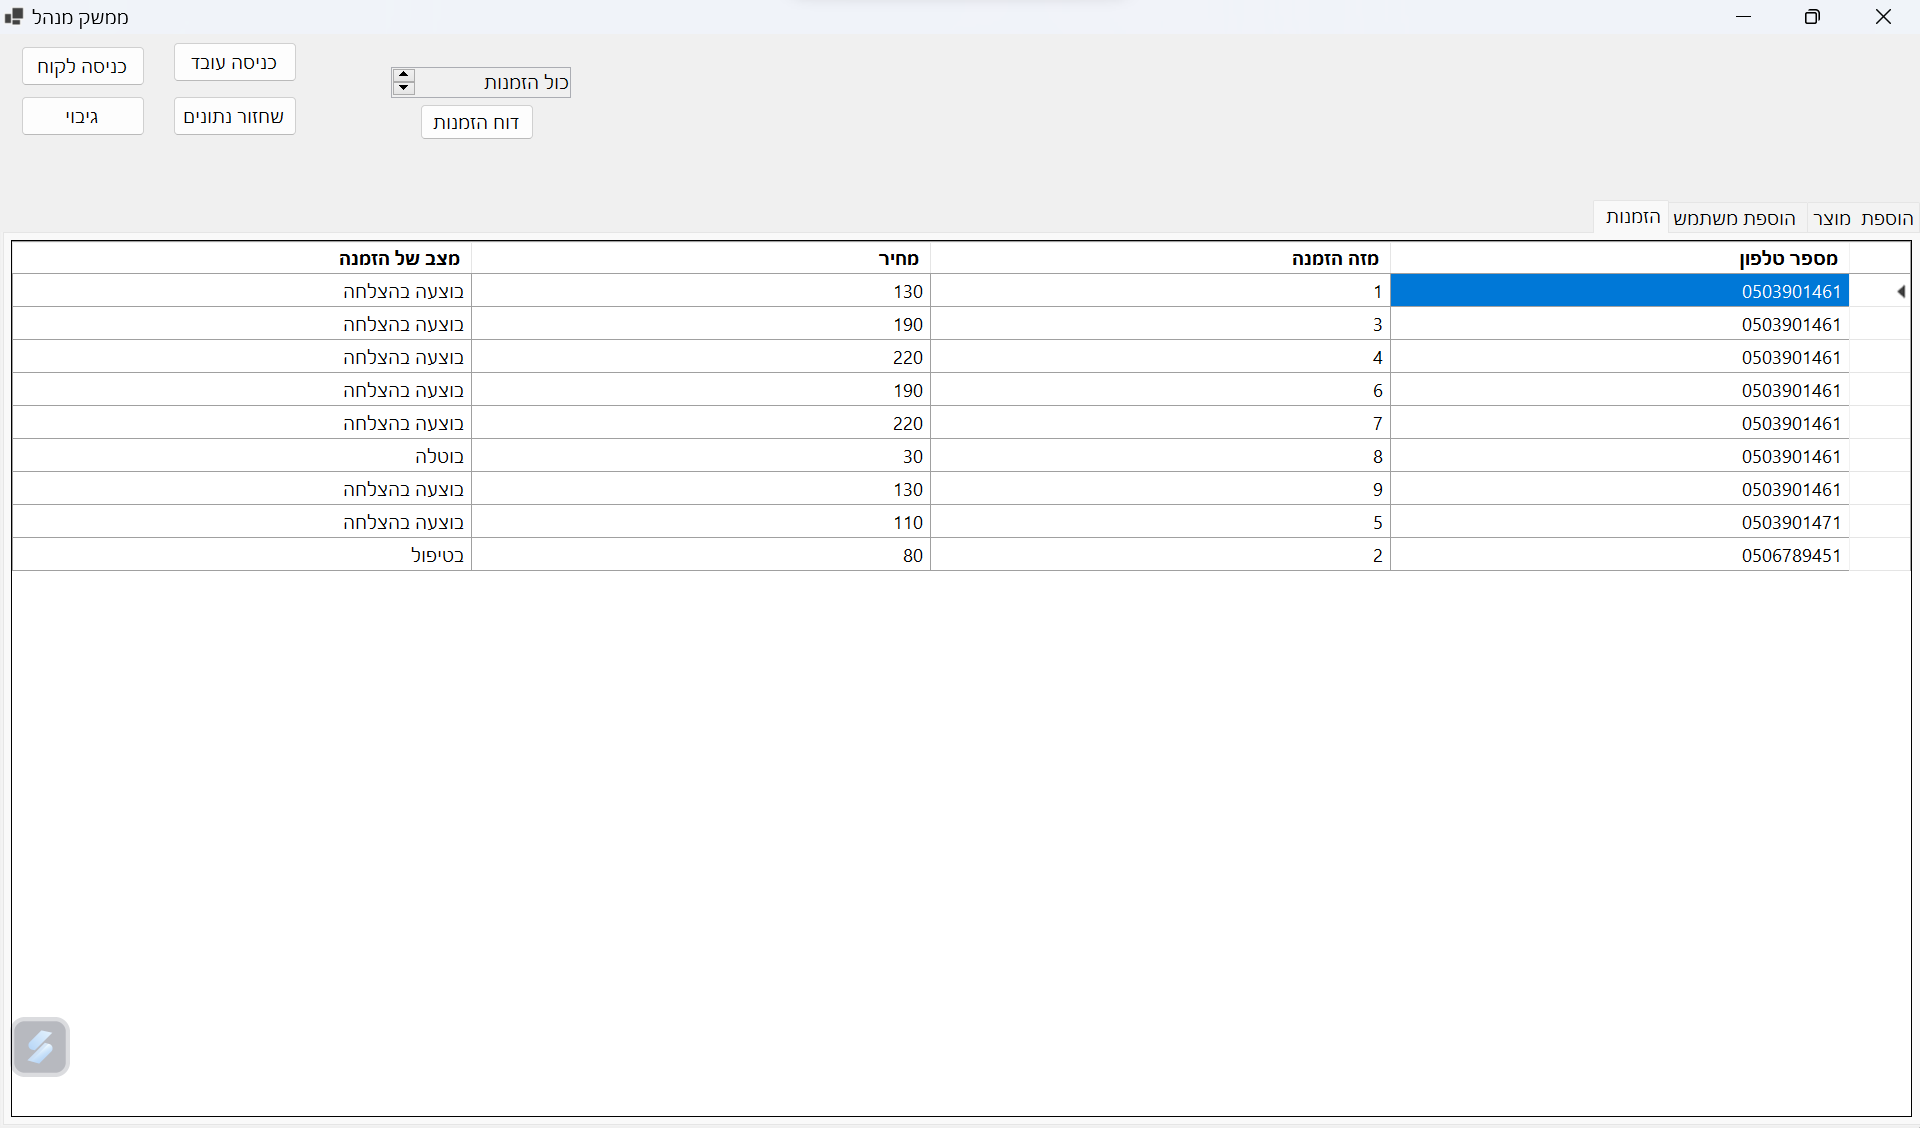 ממשק מנהל
כניסה עובד
כניסה לקוח
שחזור נתונים
גיבוי
כול הזמנות
דוח הזמנות
הוספת מוצר
הוספת משתמש
הזמנות
מספר טלפון מזה הזמנה מחיר מצב של הזמנה
0503901461 1 130 בוצעה בהצלחה
0503901461 3 190 בוצעה בהצלחה
0503901461 4 220 בוצעה בהצלחה
0503901461 6 190 בוצעה בהצלחה
0503901461 7 220 בוצעה בהצלחה
0503901461 8 30 בוטלה
0503901461 9 130 בוצעה בהצלחה
0503901471 5 110 בוצעה בהצלחה
0506789451 2 80 בטיפול